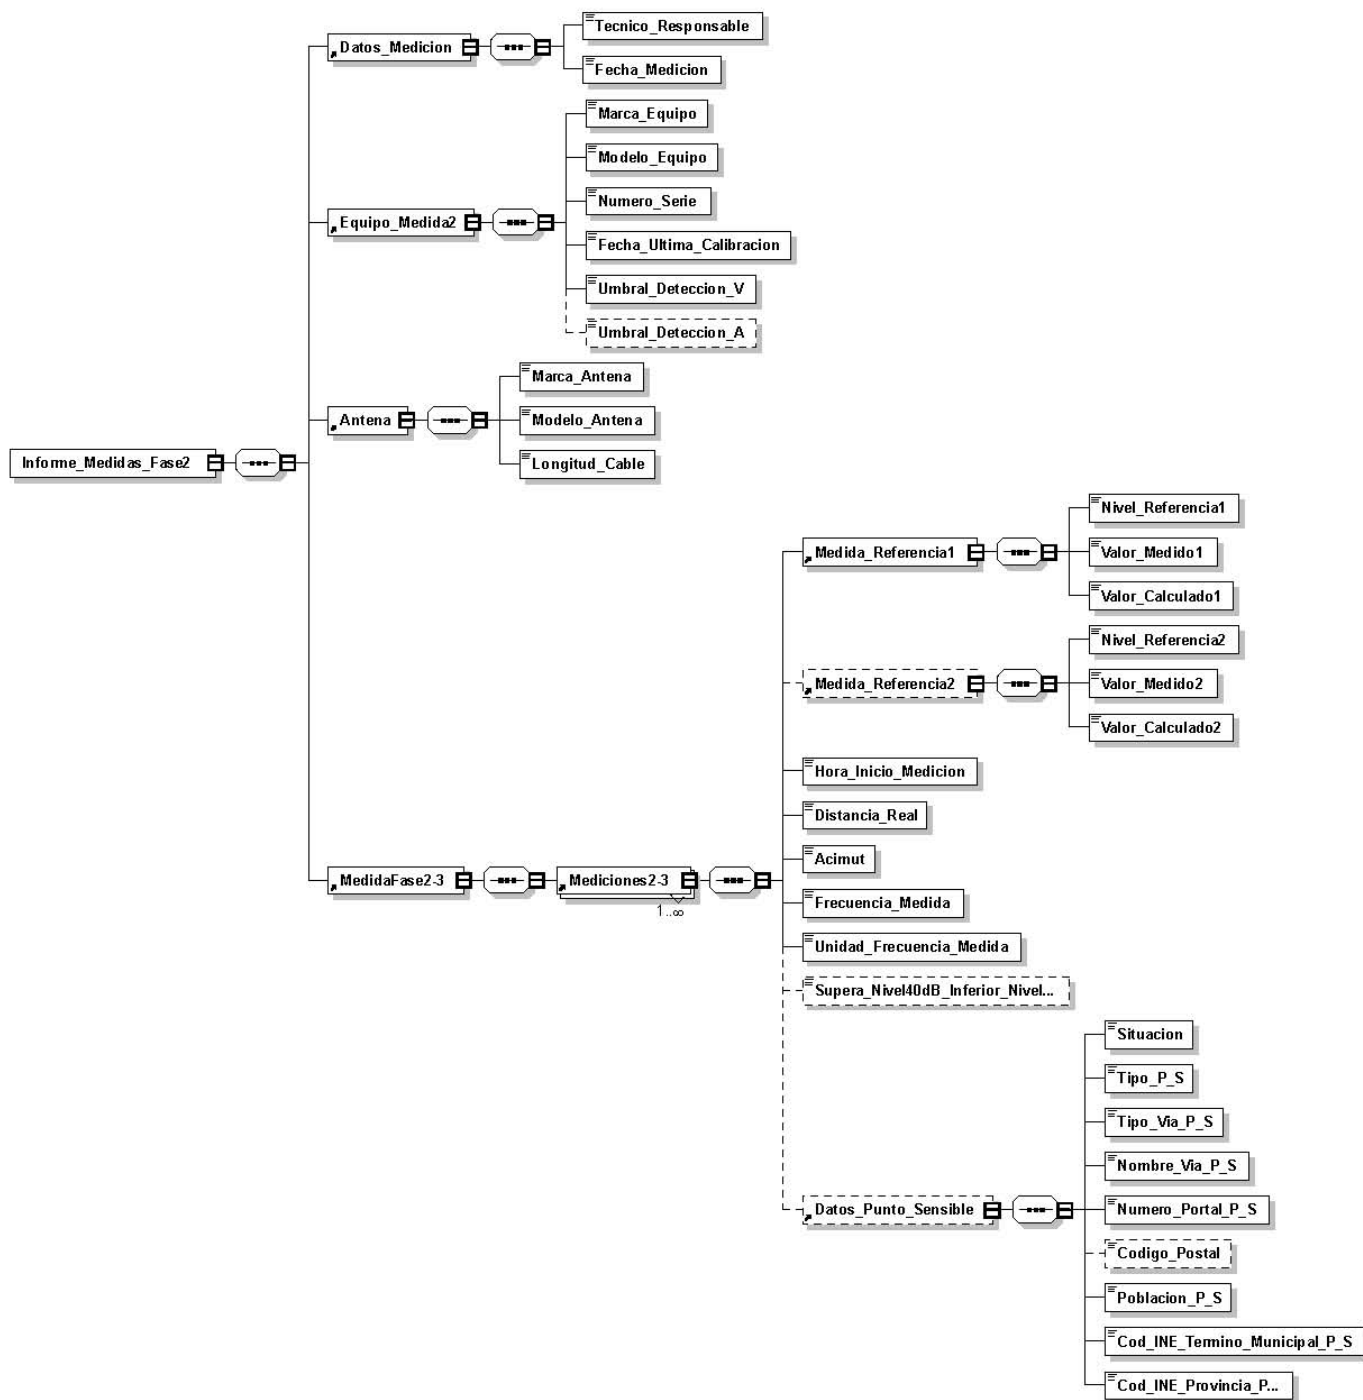 Tecnico_Responsable
Datos_Medicion
Fecha_Medicion
Marca_Equipo
Modelo_Equipo
Numero_Serie
Equipo_Medida2
Fecha_Ultima_Calibracion
Umbral_Deteccion_V
Umbral_Deteccion_A
Marca_Antena
Antena
Modelo_Antena
Longitud_Cable
Informe_Medidas_Fase2
Nivel_Referencia1
Medida_Referencia1
Valor_Medido1
Valor_Calculado1
Nivel_Referencia2
Medida_Referencia2
Valor_Medido2
Valor_Calculado2
Hora_Inicio_Medicion
Distancia_Real
Acimut
MedidaFase2-3
Mediciones2-3
1..∞
Frecuencia_Medida
Unidad_Frecuencia_Medida
Supera_Nivel40dB_Inferior_Nivel...
Situacion
Tipo_P_S
Tipo_Via_P_S
Nombre_Via_P_S
Datos_Punto_Sensible
Numero_Portal_P_S
Codigo_Postal
Poblacion_P_S
Cod_INE_Termino_Municipal_P_S
Cod_INE_Provincia_P...